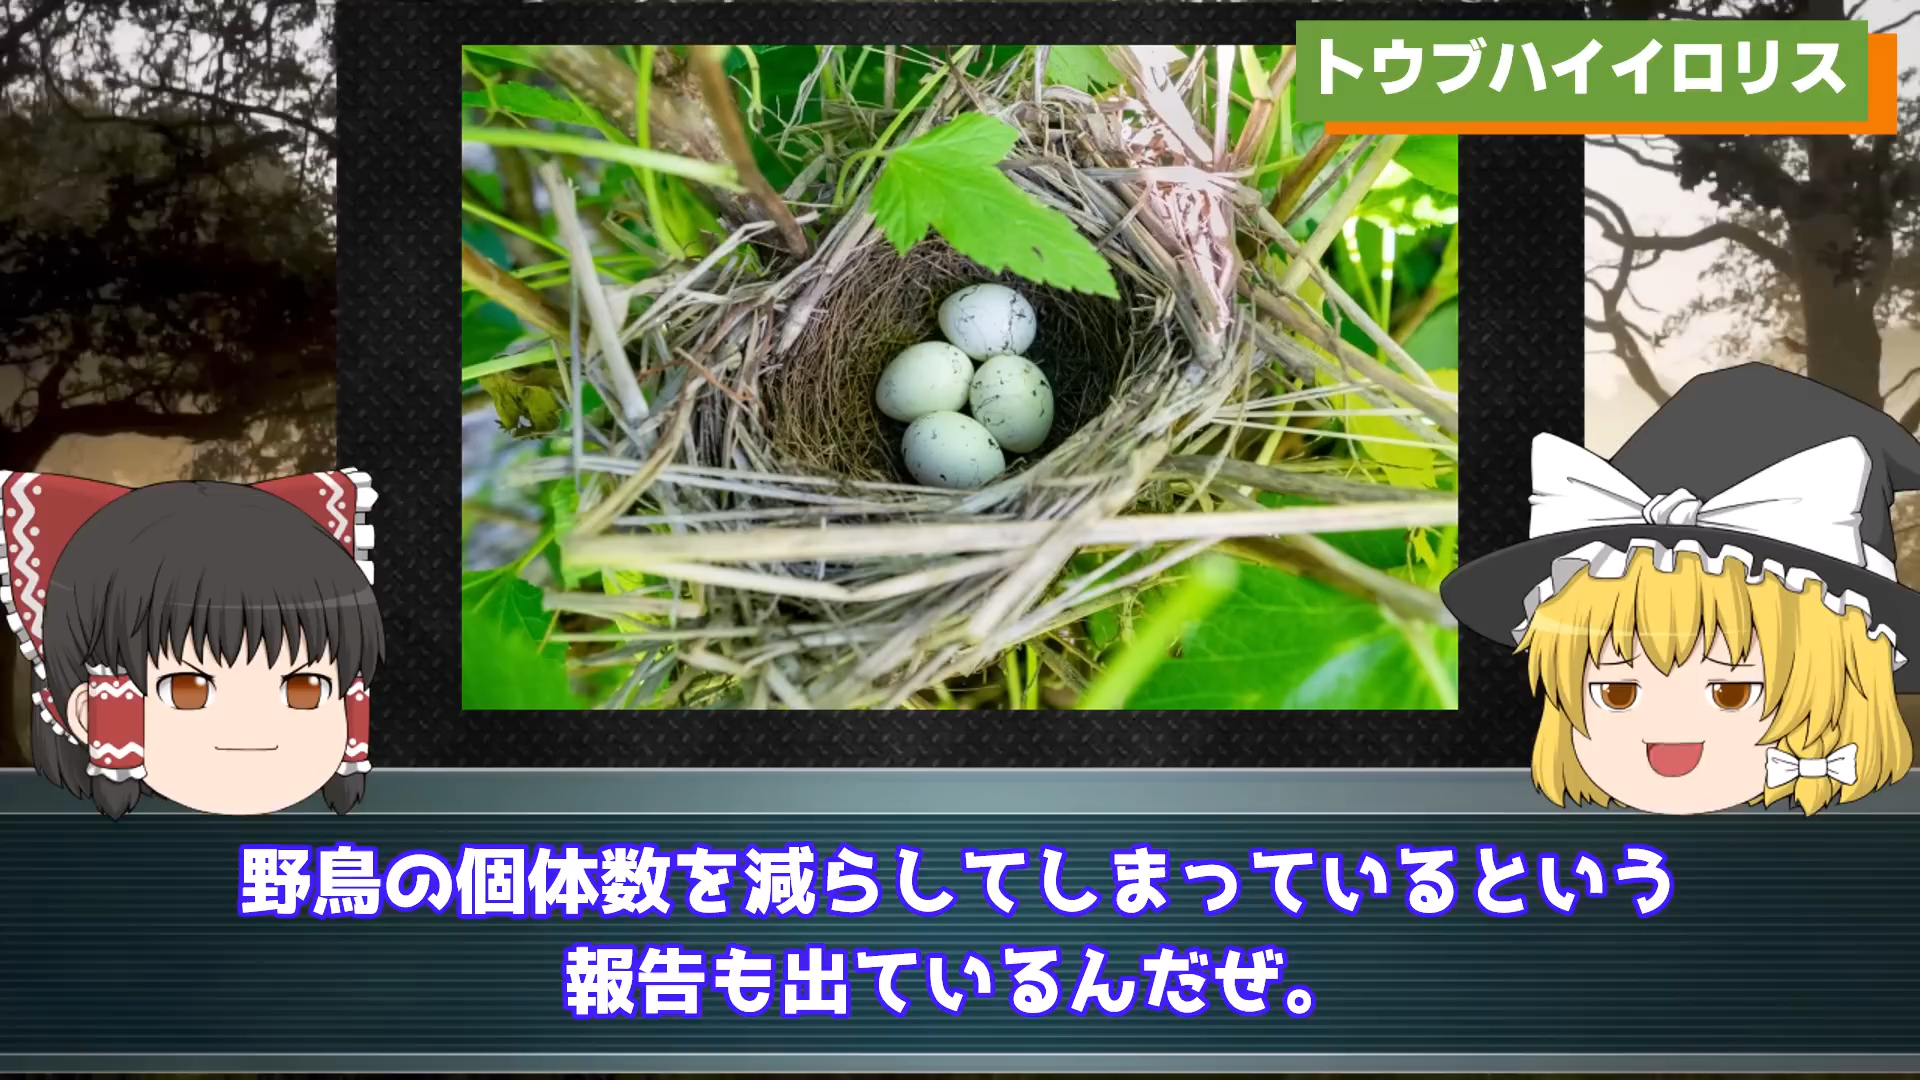 トウブハイイロリス
野鳥の個体数を減らしてしまっているという
報告も出ているんだぜ。